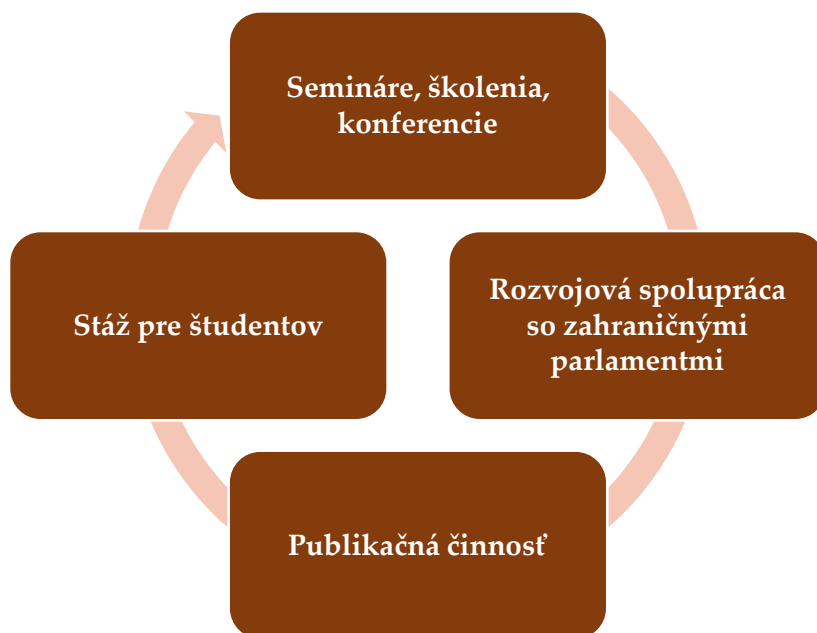 Semináre, školenia,
konferencie
Rozvojová spolupráca
so zahraničnými
parlamentmi
Publikačná činnosť
Stáž pre študentov